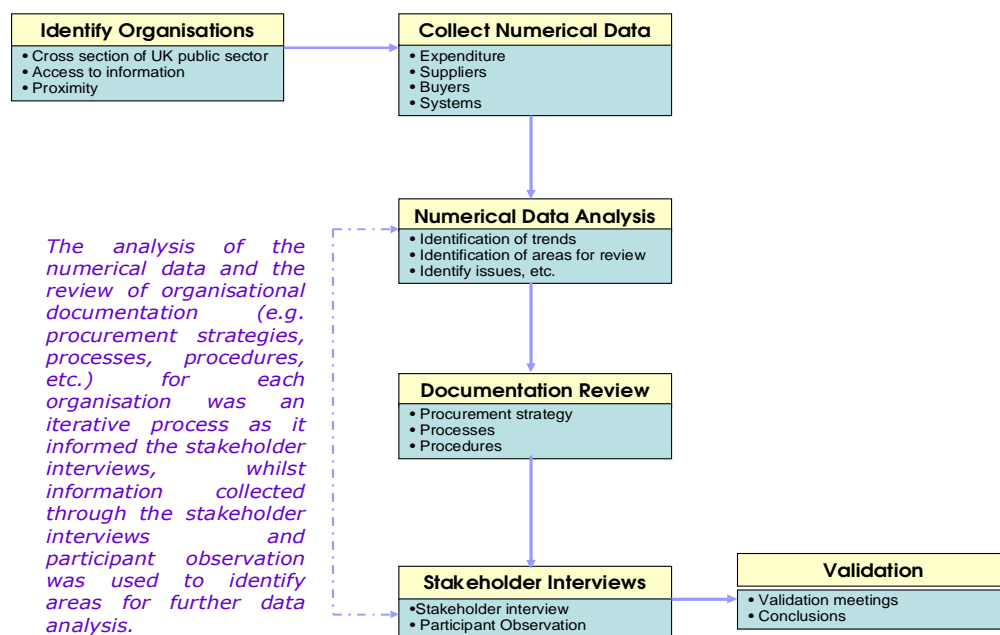 Identify Organisations
• Cross section of UK public sector
• Access to information
• Proximity
Collect Numerical Data
• Expenditure
• Suppliers
• Buyers
• Systems
Numerical Data Analysis
• Identification of trends
• Identification of areas for review
• Identify issues, etc.
The analysis of the
numerical data and the
review of organisational
documentation (e.g.
procurement strategies,
processes, procedures,
etc.) for each
organisation was an
iterative process as it
informed the stakeholder
interviews, whilst
information collected
through the stakeholder
interviews and
participant observation
was used to identify
areas for further data
analysis.
Documentation Review
• Procurement strategy
• Processes
• Procedures
Stakeholder Interviews
•Stakeholder interview
• Participant Observation
Validation
• Validation meetings
• Conclusions